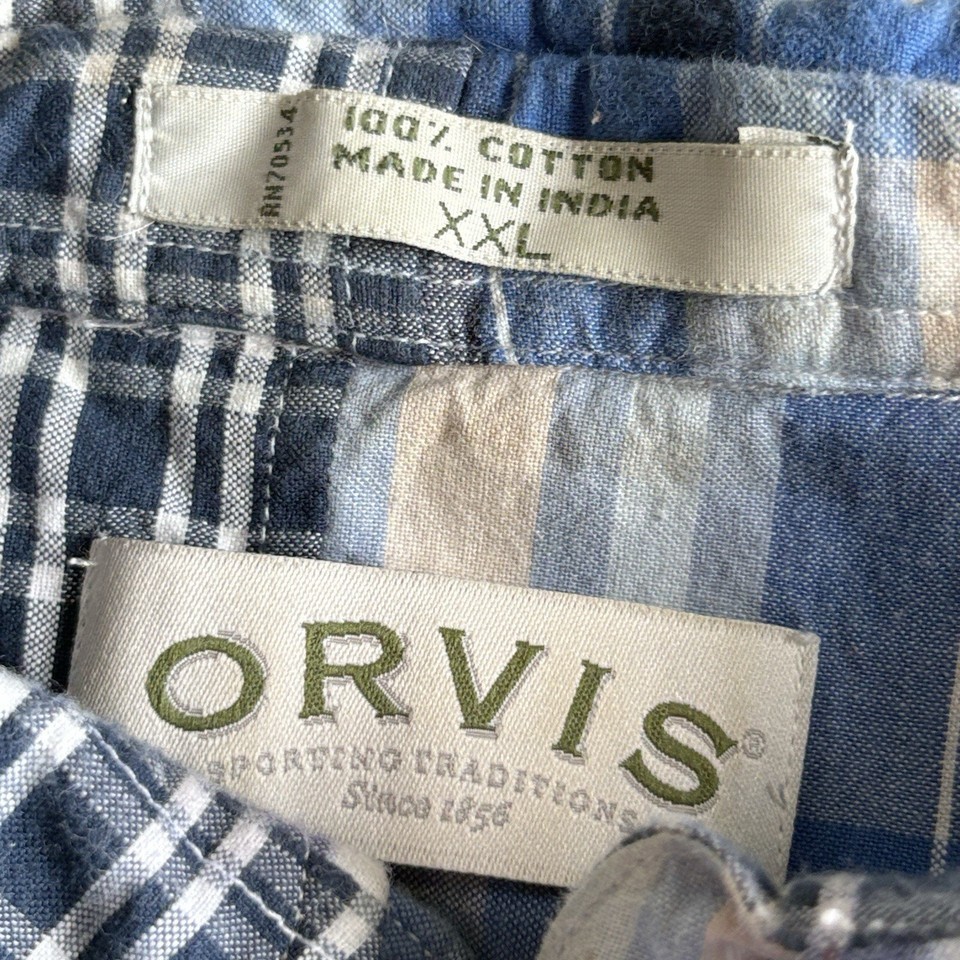 RN70534
100% COTTON
MADE IN INDIA
XXL
ORVIS®
SPORTING TRADITIONS
Since 1856